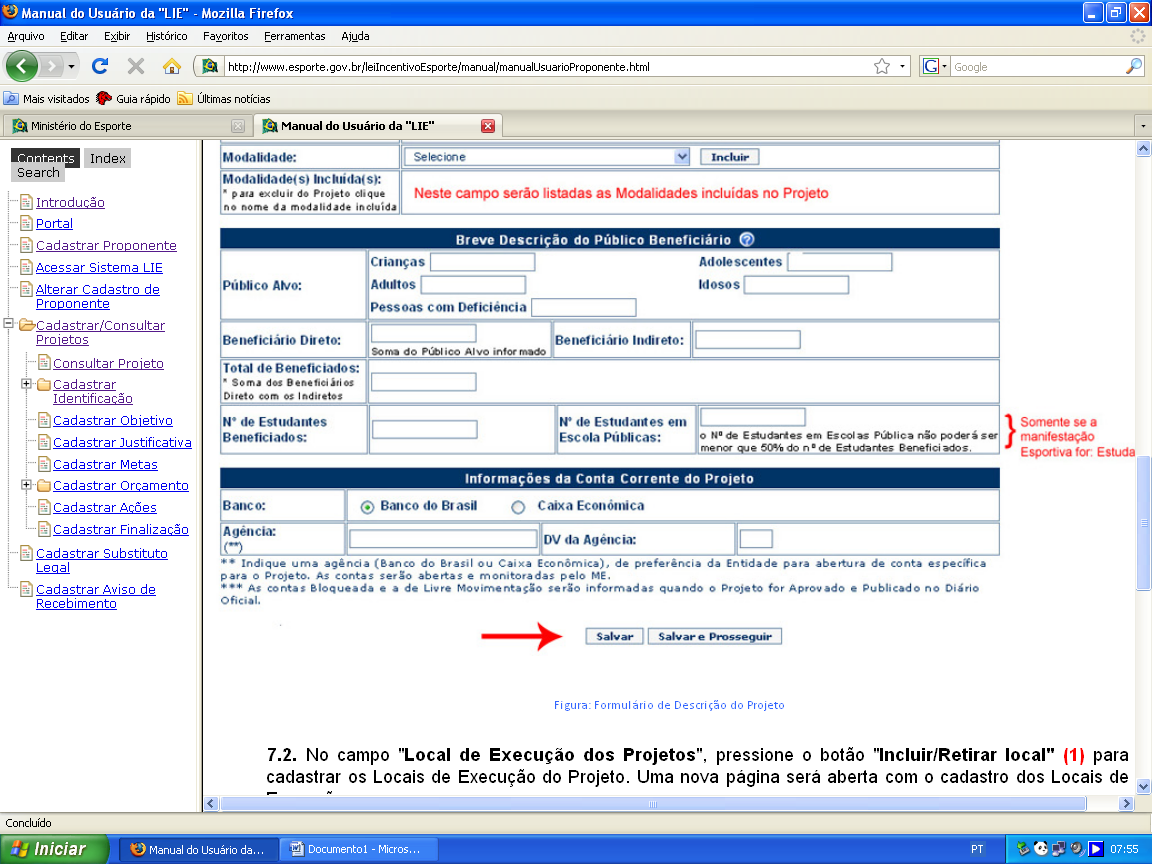 Manual do Usuário da "LIE" - Mozilla Firefox
Arquivo Editar Exibir Histórico Favoritos Ferramentas Ajuda
http://www.esporte.gov.br/leiIncentivoEsporte/manual/manualUsuarioProponente.html
Google
Mais visitados Guia rápido Últimas notícias
Ministério do Esporte
Manual do Usuário da "LIE"
Contents Index
Search
Introdução
Portal
Cadastrar Proponente
Acessar Sistema LIE
Alterar Cadastro de
Proponente
Cadastrar/Consultar
Projetos
Consultar Projeto
Cadastrar
Identificação
Cadastrar Objetivo
Cadastrar Justificativa
Cadastrar Metas
Cadastrar Orçamento
Cadastrar Ações
Cadastrar Finalização
Cadastrar Substituto
Legal
Cadastrar Aviso de
Recebimento
Modalidade: Selecione Incluir
Modalidade(s) Incluída(s):
* para excluir do Projeto clique
no nome da modalidade incluída
Neste campo serão listadas as Modalidades incluídas no Projeto
Breve Descrição do Público Beneficiário
Público Alvo:
Crianças Adolescentes
Adultos Idosos
Pessoas com Deficiência
Beneficiário Direto:
Soma do Público Alvo informado
Beneficiário Indireto:
Total de Beneficiados:
* Soma dos Beneficiários
Direto com os Indiretos
N° de Estudantes
Beneficiados:
N° de Estudantes em
Escola Públicas:
o Nº de Estudantes em Escolas Pública não poderá ser
menor que 50% do nº de Estudantes Beneficiados.
Somente se a
manifestação
Esportiva for: Estuda
Informações da Conta Corrente do Projeto
Banco: Banco do Brasil Caixa Económica
Agência:
(**)
DV da Agência:
** Indique uma agência (Banco do Brasil ou Caixa Econômica), de preferência da Entidade para abertura de conta específica
para o Projeto. As contas serão abertas e monitoradas pelo ME.
*** As contas Bloqueada e a de Livre Movimentação serão informadas quando o Projeto for Aprovado e Publicado no Diário
Oficial.
Salvar Salvar e Prosseguir
Figura: Formulário de Descrição do Projeto
7.2. No campo "Local de Execução dos Projetos", pressione o botão "Incluir/Retirar local" (1) para
cadastrar os Locais de Execução do Projeto. Uma nova página será aberta com o cadastro dos Locais de
Concluído
Iniciar
Manual do Usuário da...
Documento1 - Micros...
PT
07:55